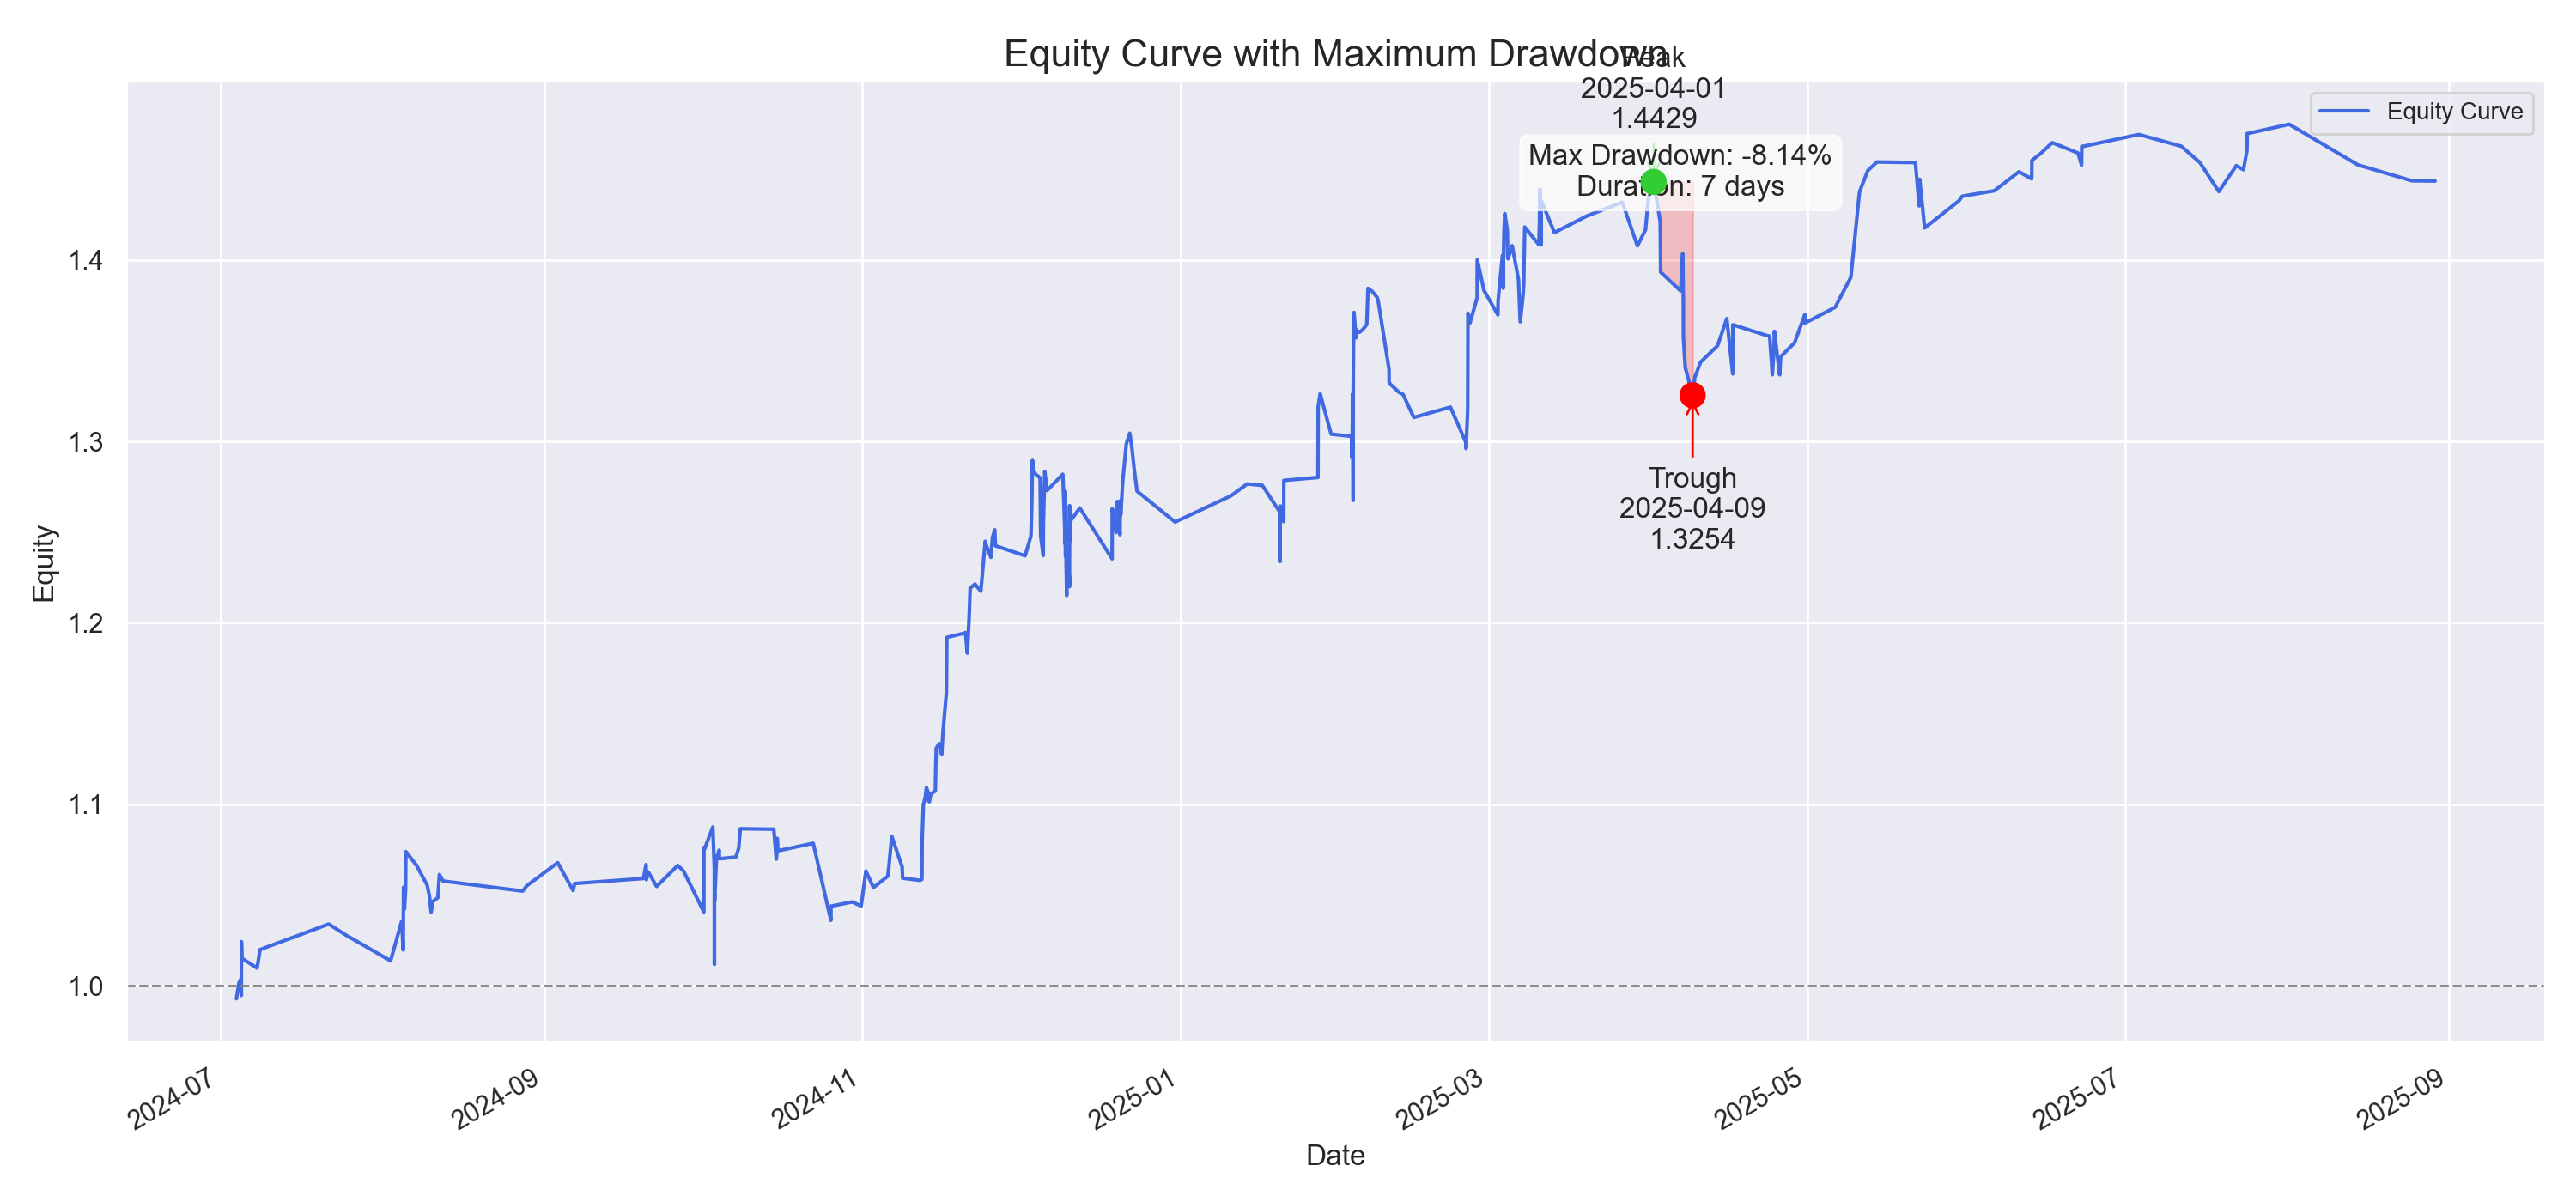 Equity Curve with Maximum Drawdown
Peak
2025-04-01
1.4429
Equity Curve
Max Drawdown: -8.14%
Duration: 7 days
Trough
2025-04-09
1.3254
Equity
1.4
1.3
1.2
1.1
1.0
2024-07
2024-09
2024-11
2025-01
2025-03
2025-05
2025-07
2025-09
Date